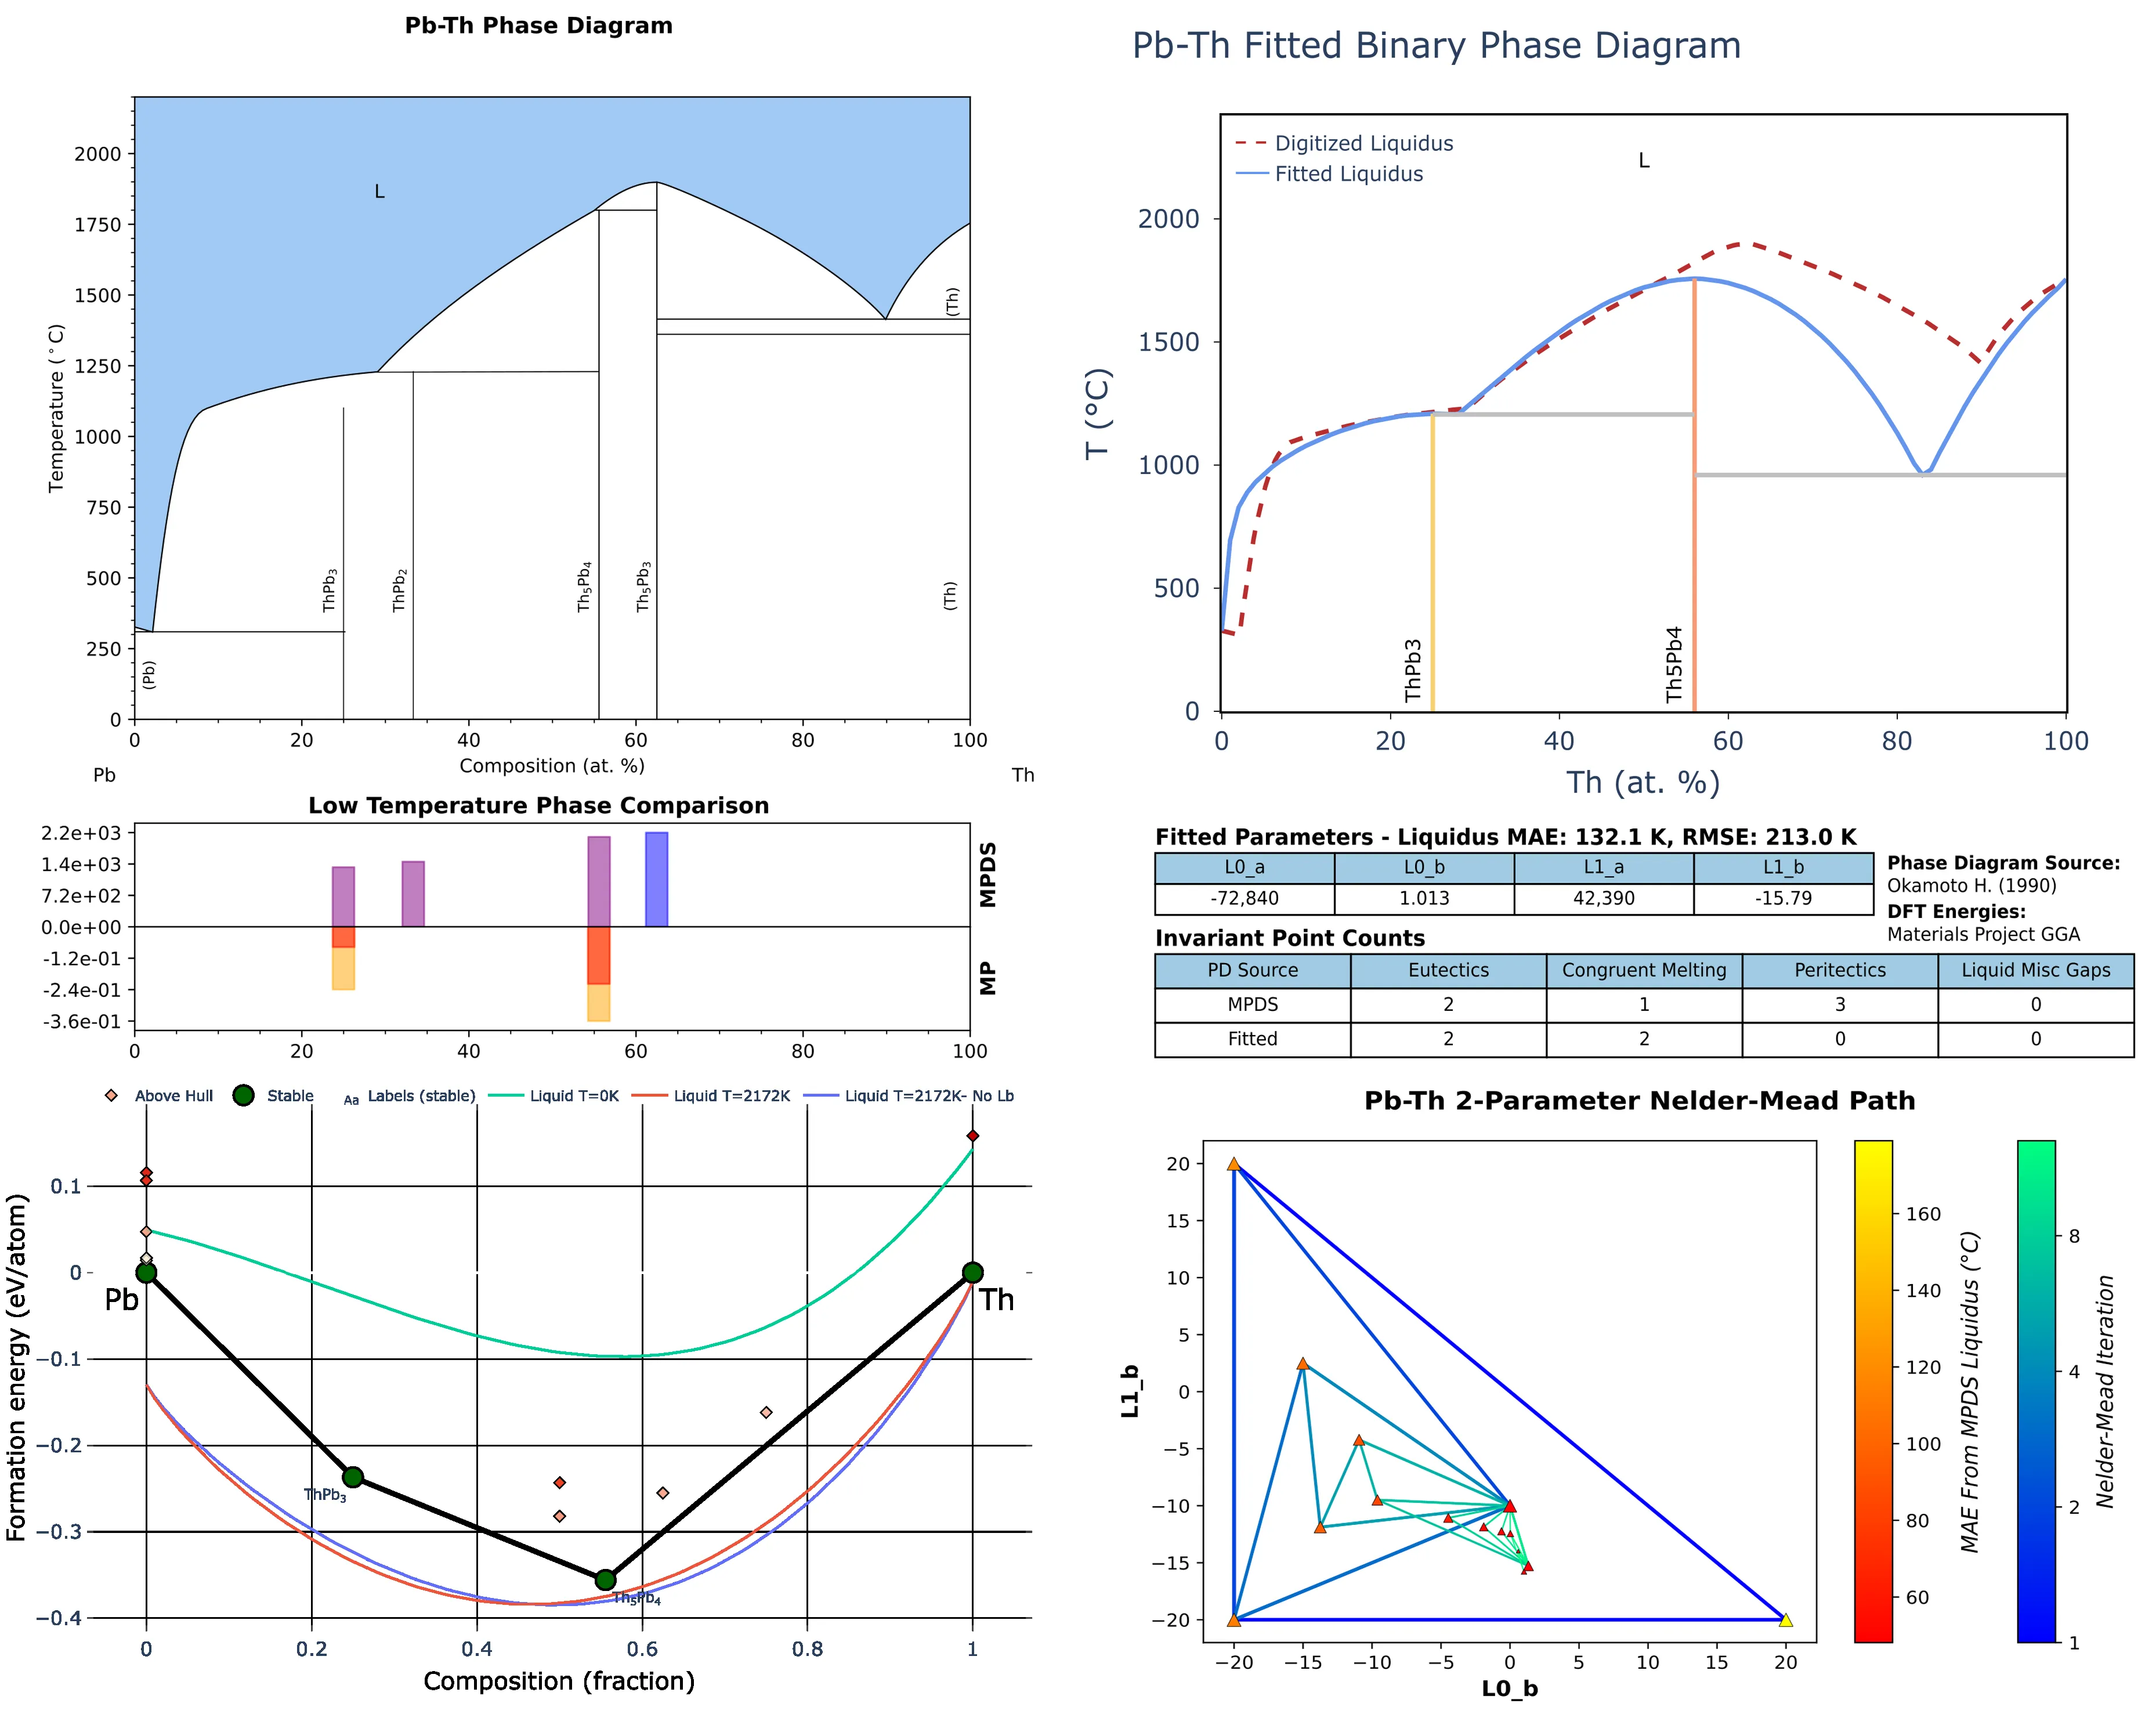 Pb-Th Phase Diagram
L
Temperature (°C)
2000
1750
1500
1250
1000
750
500
250
0
ThPb3
ThPb2
Th5Pb4
Th5Pb3
(Th)
(Th)
(Pb)
0 20 40 60 80 100
Composition (at. %)
Pb Th
Low Temperature Phase Comparison
2.2e+03
1.4e+03
7.2e+02
0.0e+00
-1.2e-01
-2.4e-01
-3.6e-01
MPDS
MP
0 20 40 60 80 100
Above Hull Stable Aa Labels (stable) Liquid T=0K Liquid T=2172K Liquid T=2172K- No Lb
Formation energy (eV/atom)
0.1
0
−0.1
−0.2
−0.3
−0.4
Pb
Th
ThPb3
Th5Pb4
0 0.2 0.4 0.6 0.8 1
Composition (fraction)
Pb-Th Fitted Binary Phase Diagram
Digitized Liquidus
Fitted Liquidus
L
T (°C)
2000
1500
1000
500
0
ThPb3
Th5Pb4
0 20 40 60 80 100
Th (at. %)
Fitted Parameters - Liquidus MAE: 132.1 K, RMSE: 213.0 K
L0_a L0_b L1_a L1_b
-72,840 1.013 42,390 -15.79
Phase Diagram Source:
Okamoto H. (1990)
DFT Energies:
Materials Project GGA
Invariant Point Counts
PD Source Eutectics Congruent Melting Peritectics Liquid Misc Gaps
MPDS 2 1 3 0
Fitted 2 2 0 0
Pb-Th 2-Parameter Nelder-Mead Path
L1_b
20
15
10
5
0
−5
−10
−15
−20
−20 −15 −10 −5 0 5 10 15 20
L0_b
160
140
120
100
80
60
MAE From MPDS Liquidus (°C)
8
4
2
1
Nelder-Mead Iteration